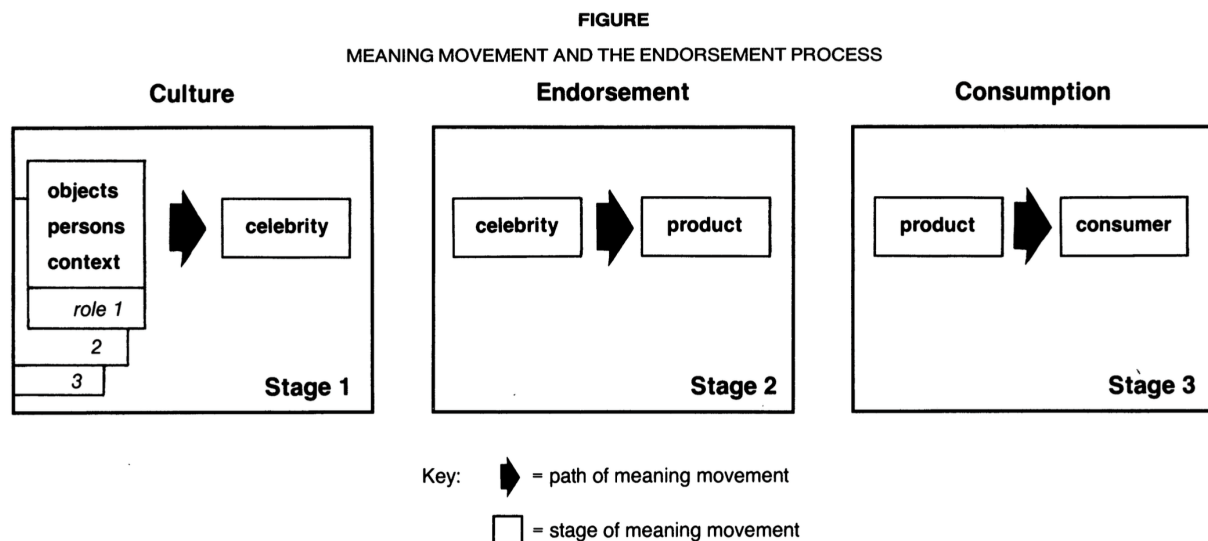 FIGURE
MEANING MOVEMENT AND THE ENDORSEMENT PROCESS
Culture
objects
persons
context
role 1
2
3
celebrity
Stage 1
Endorsement
celebrity
product
Stage 2
Consumption
product
consumer
Stage 3
Key:
= path of meaning movement
= stage of meaning movement